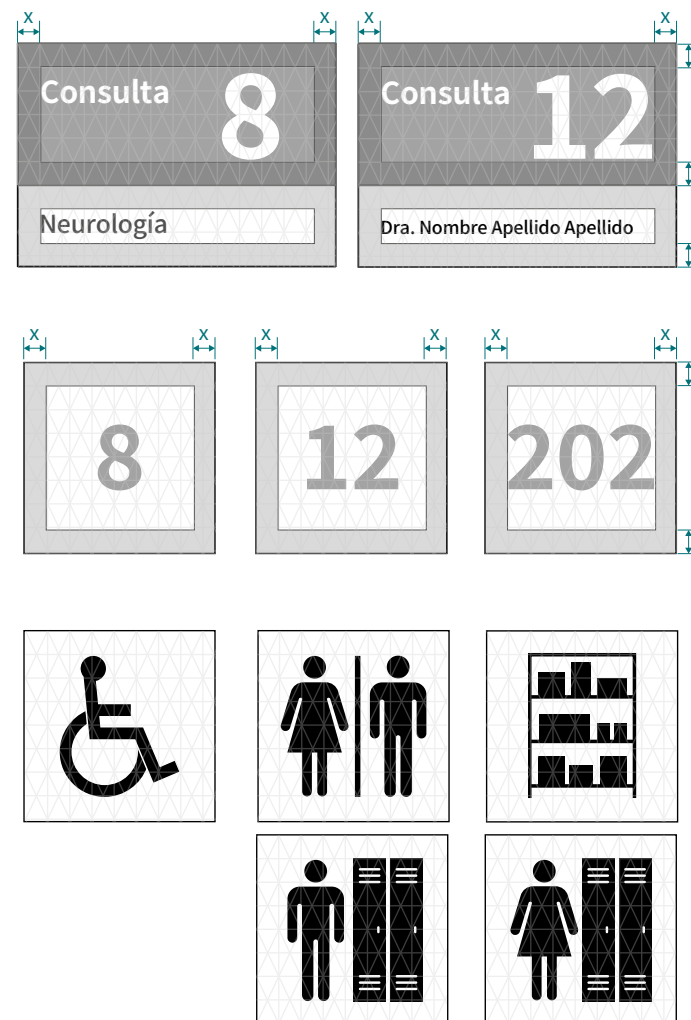 X X X X
Consulta 8
Neurología
Consulta 12
Dra. Nombre Apellido Apellido
X X X X X X
8
12
202